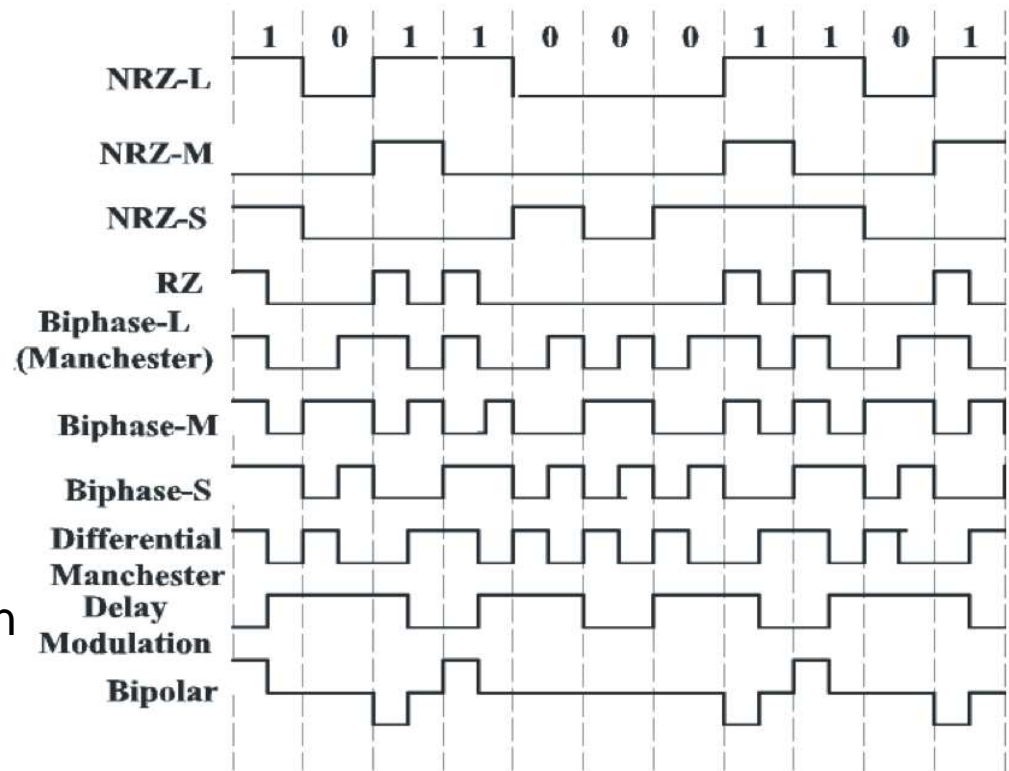 1 0 1 1 0 0 0 1 1 0 1
NRZ-L
NRZ-M
NRZ-S
RZ
Biphase-L
(Manchester)
Biphase-M
Biphase-S
Differential
Manchester
Delay
n
Modulation
Bipolar